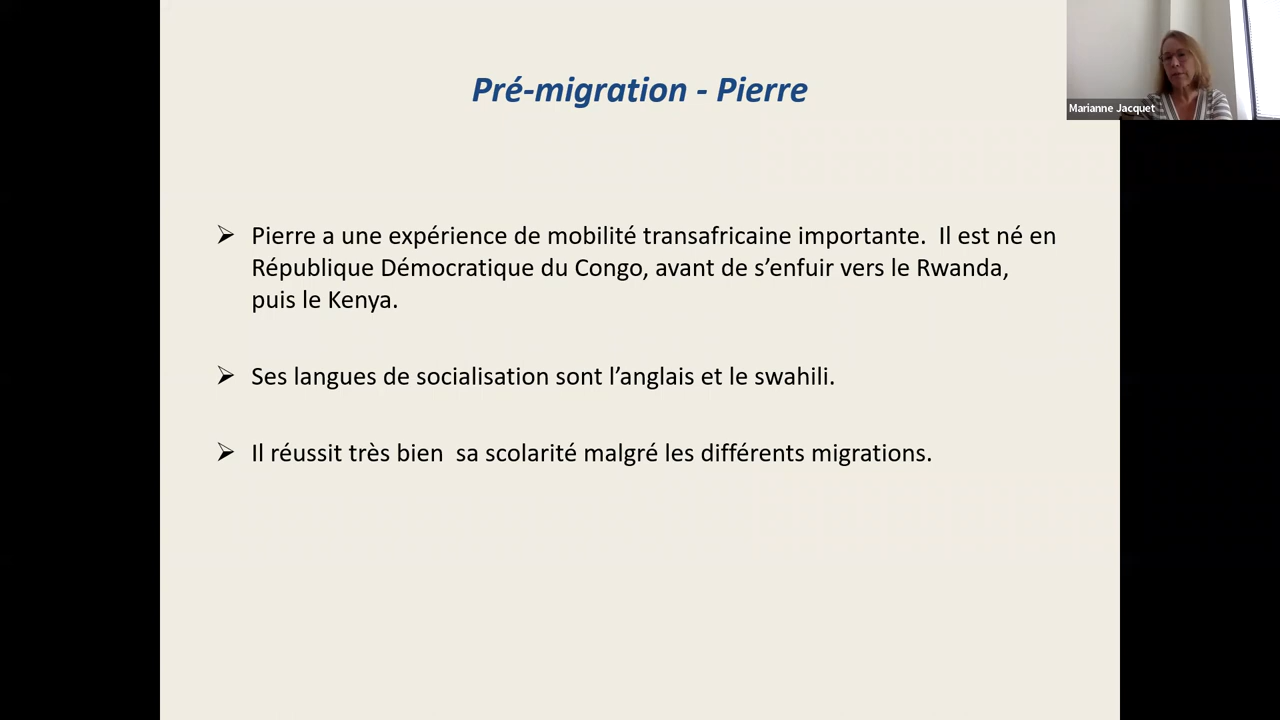 Pré-migration - Pierre
Marianne Jacquet
➢ Pierre a une expérience de mobilité transafricaine importante.  Il est né en
République Démocratique du Congo, avant de s’enfuir vers le Rwanda,
puis le Kenya.
➢ Ses langues de socialisation sont l’anglais et le swahili.
➢ Il réussit très bien  sa scolarité malgré les différents migrations.